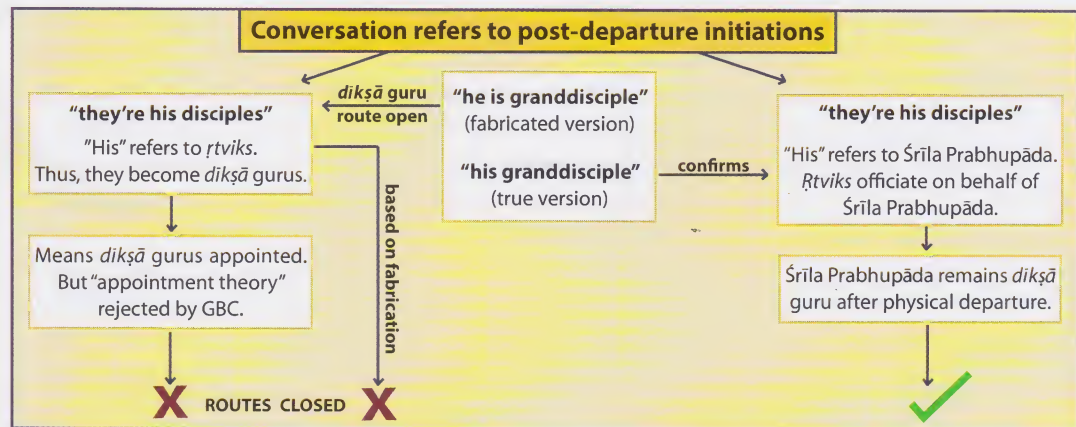 Conversation refers to post-departure initiations
"they're his disciples"
"His" refers to ṛtviks.
Thus, they become dīkṣā gurus.
dīkṣā guru
route open
"he is granddisciple"
(fabricated version)
"his granddisciple"
(true version)
confirms
"they're his disciples"
"His" refers to Śrīla Prabhupāda.
Ṛtviks officiate on behalf of
Śrīla Prabhupāda.
based on fabrication
Means dīkṣā gurus appointed.
But "appointment theory"
rejected by GBC.
Śrīla Prabhupāda remains dīkṣā
guru after physical departure.
X ROUTES CLOSED X